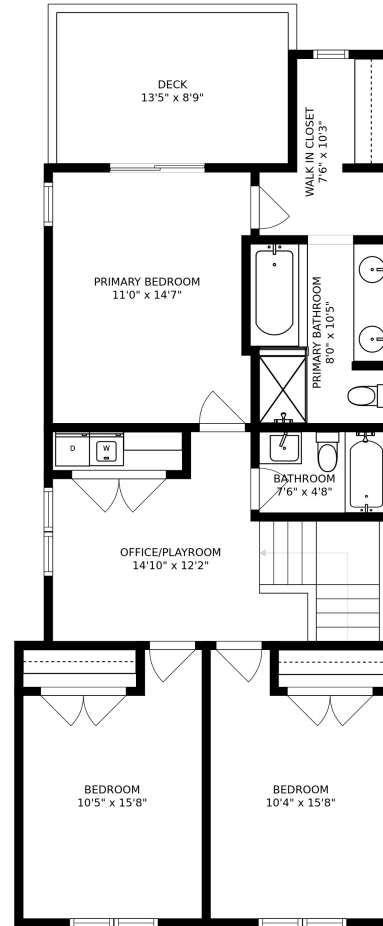 DECK
13'5" x 8'9"
WALK IN CLOSET
7'6" x 10'3"
PRIMARY BEDROOM
11'0" x 14'7"
PRIMARY BATHROOM
8'0" x 10'5"
D
W
BATHROOM
7'6" x 4'8"
OFFICE/PLAYROOM
14'10" x 12'2"
BEDROOM
10'5" x 15'8"
BEDROOM
10'4" x 15'8"